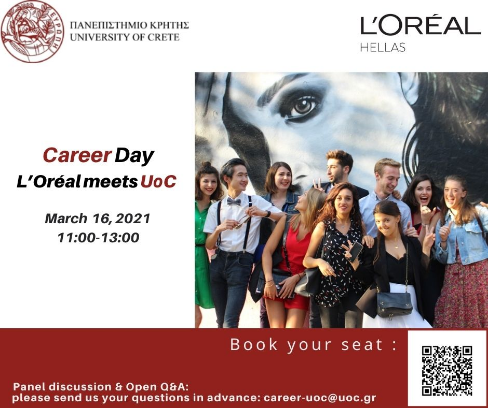 ΠΑΝΕΠΙΣΤΗΜΙΟ ΚΡΗΤΗΣ
UNIVERSITY OF CRETE
L'ORÉAL
HELLAS
Career Day
L'Oréal meets UoC
March 16, 2021
11:00-13:00
Book your seat :
Panel discussion & Open Q&A:
please send us your questions in advance: career-uoc@uoc.gr